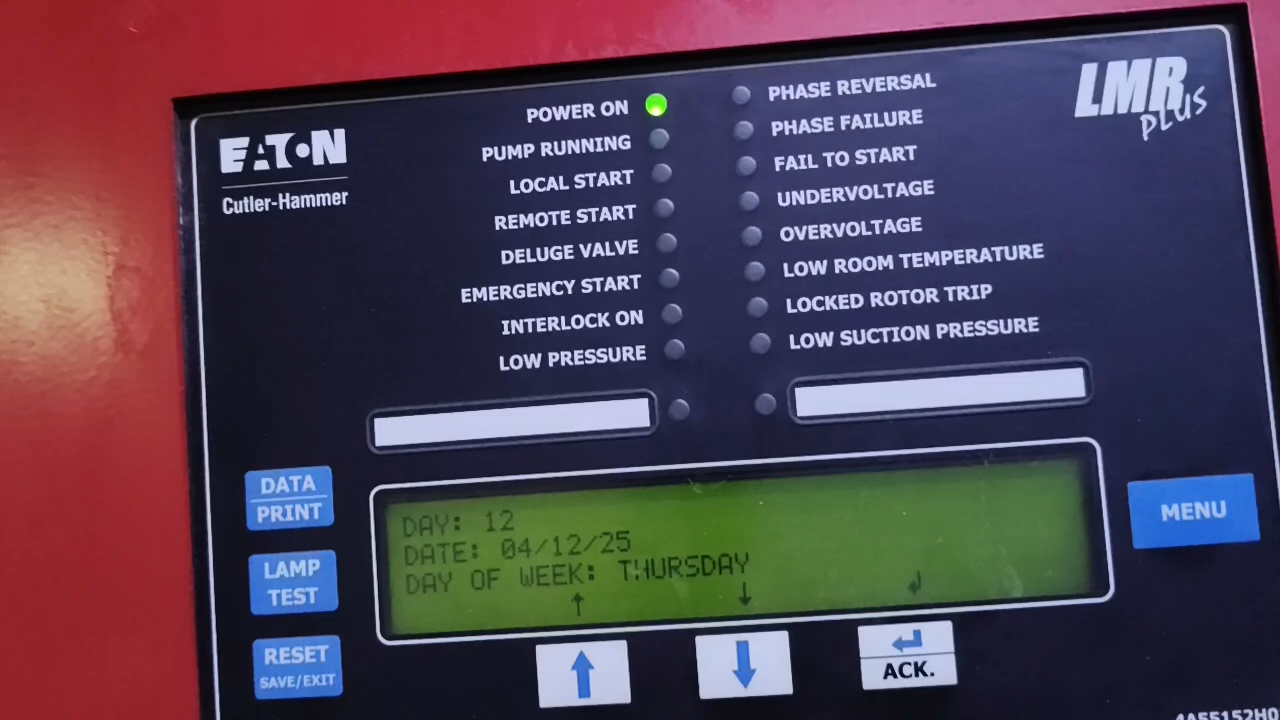 EATON
Cutler-Hammer
LMR
PLUS
POWER ON
PUMP RUNNING
LOCAL START
REMOTE START
DELUGE VALVE
EMERGENCY START
INTERLOCK ON
LOW PRESSURE
PHASE REVERSAL
PHASE FAILURE
FAIL TO START
UNDERVOLTAGE
OVERVOLTAGE
LOW ROOM TEMPERATURE
LOCKED ROTOR TRIP
LOW SUCTION PRESSURE
DATA
PRINT
LAMP
TEST
RESET
SAVE/EXIT
DAY: 12
DATE: 04/12/25
DAY OF WEEK: THURSDAY
↑ ↓ ↲
MENU
ACK.